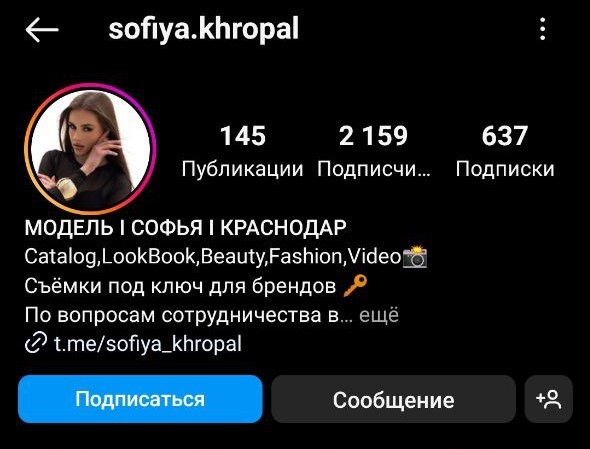 sofiya.khropal
145 2 159 637
Публикации Подписчи... Подписки
МОДЕЛЬ I СОФЬЯ I КРАСНОДАР
Catalog,LookBook,Beauty,Fashion,Video📸
Съёмки под ключ для брендов 🔑
По вопросам сотрудничества в... ещё
t.me/sofiya_khropal
Подписаться Сообщение